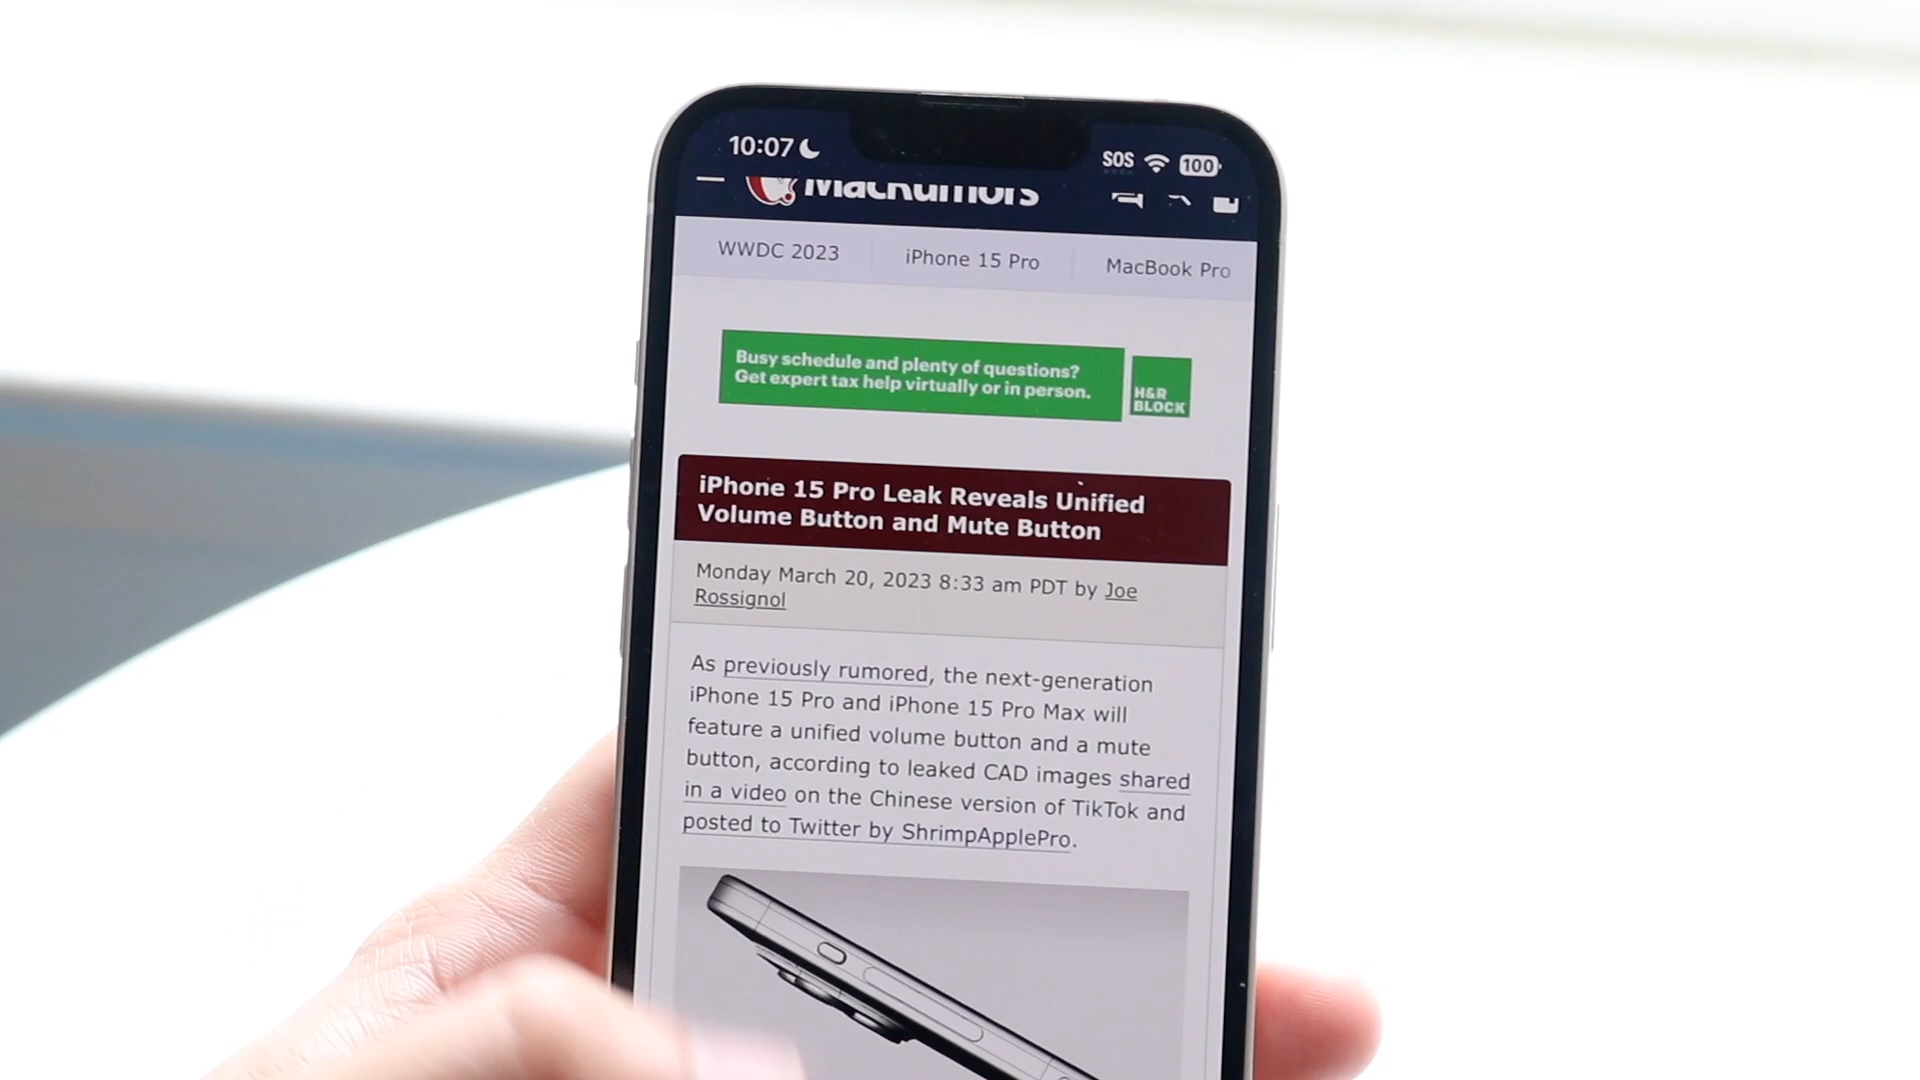 10:07
SOS
100
MacRumors
WWDC 2023
iPhone 15 Pro
MacBook Pro
Busy schedule and plenty of questions?
Get expert tax help virtually or in person.
H&R
BLOCK
iPhone 15 Pro Leak Reveals Unified
Volume Button and Mute Button
Monday March 20, 2023 8:33 am PDT by Joe
Rossignol
As previously rumored, the next-generation
iPhone 15 Pro and iPhone 15 Pro Max will
feature a unified volume button and a mute
button, according to leaked CAD images shared
in a video on the Chinese version of TikTok and
posted to Twitter by ShrimpApplePro.